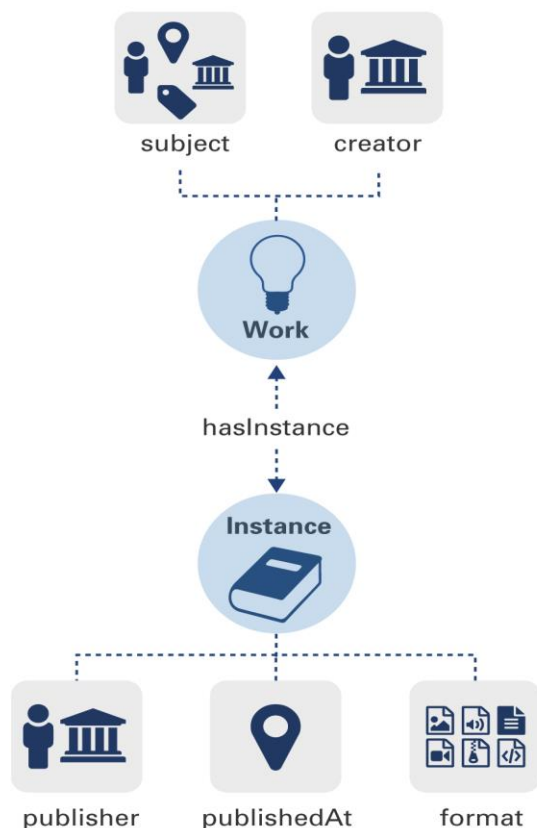 subject creator
Work
hasInstance
Instance
publisher publishedAt format